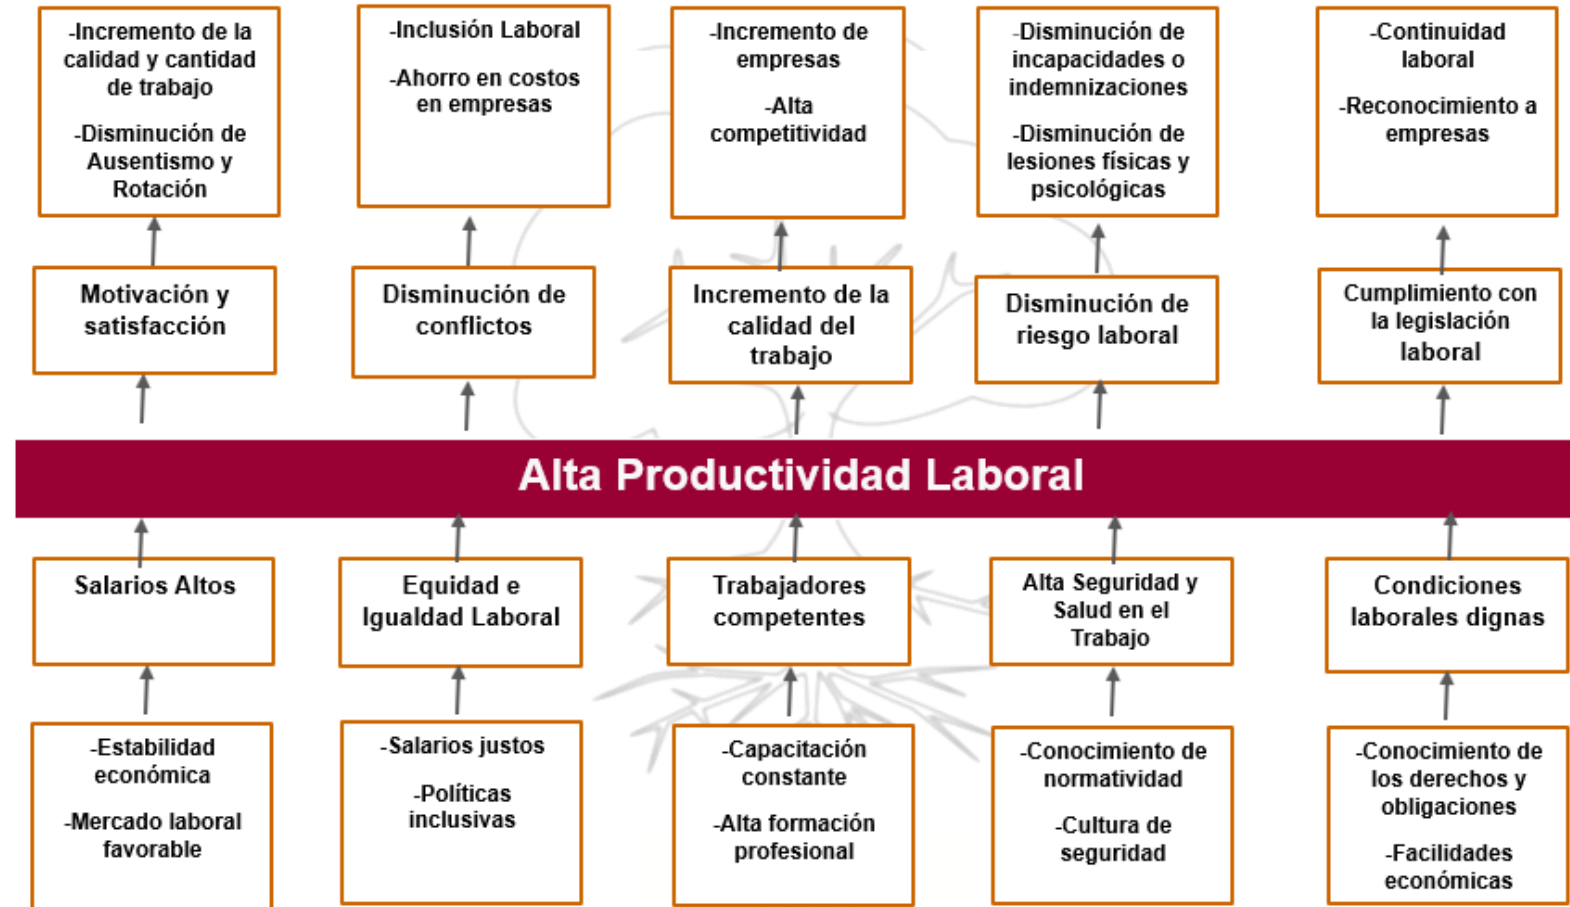 -Incremento de la
calidad y cantidad
de trabajo
-Disminución de
Ausentismo y
Rotación
-Inclusión Laboral
-Ahorro en costos
en empresas
-Incremento de
empresas
-Alta
competitividad
-Disminución de
incapacidades o
indemnizaciones
-Disminución de
lesiones físicas y
psicológicas
-Continuidad
laboral
-Reconocimiento a
empresas
Motivación y
satisfacción
Disminución de
conflictos
Incremento de la
calidad del
trabajo
Disminución de
riesgo laboral
Cumplimiento con
la legislación
laboral
Alta Productividad Laboral
Salarios Altos
Equidad e
Igualdad Laboral
Trabajadores
competentes
Alta Seguridad y
Salud en el
Trabajo
Condiciones
laborales dignas
-Estabilidad
económica
-Mercado laboral
favorable
-Salarios justos
-Políticas
inclusivas
-Capacitación
constante
-Alta formación
profesional
-Conocimiento de
normatividad
-Cultura de
seguridad
-Conocimiento de
los derechos y
obligaciones
-Facilidades
económicas